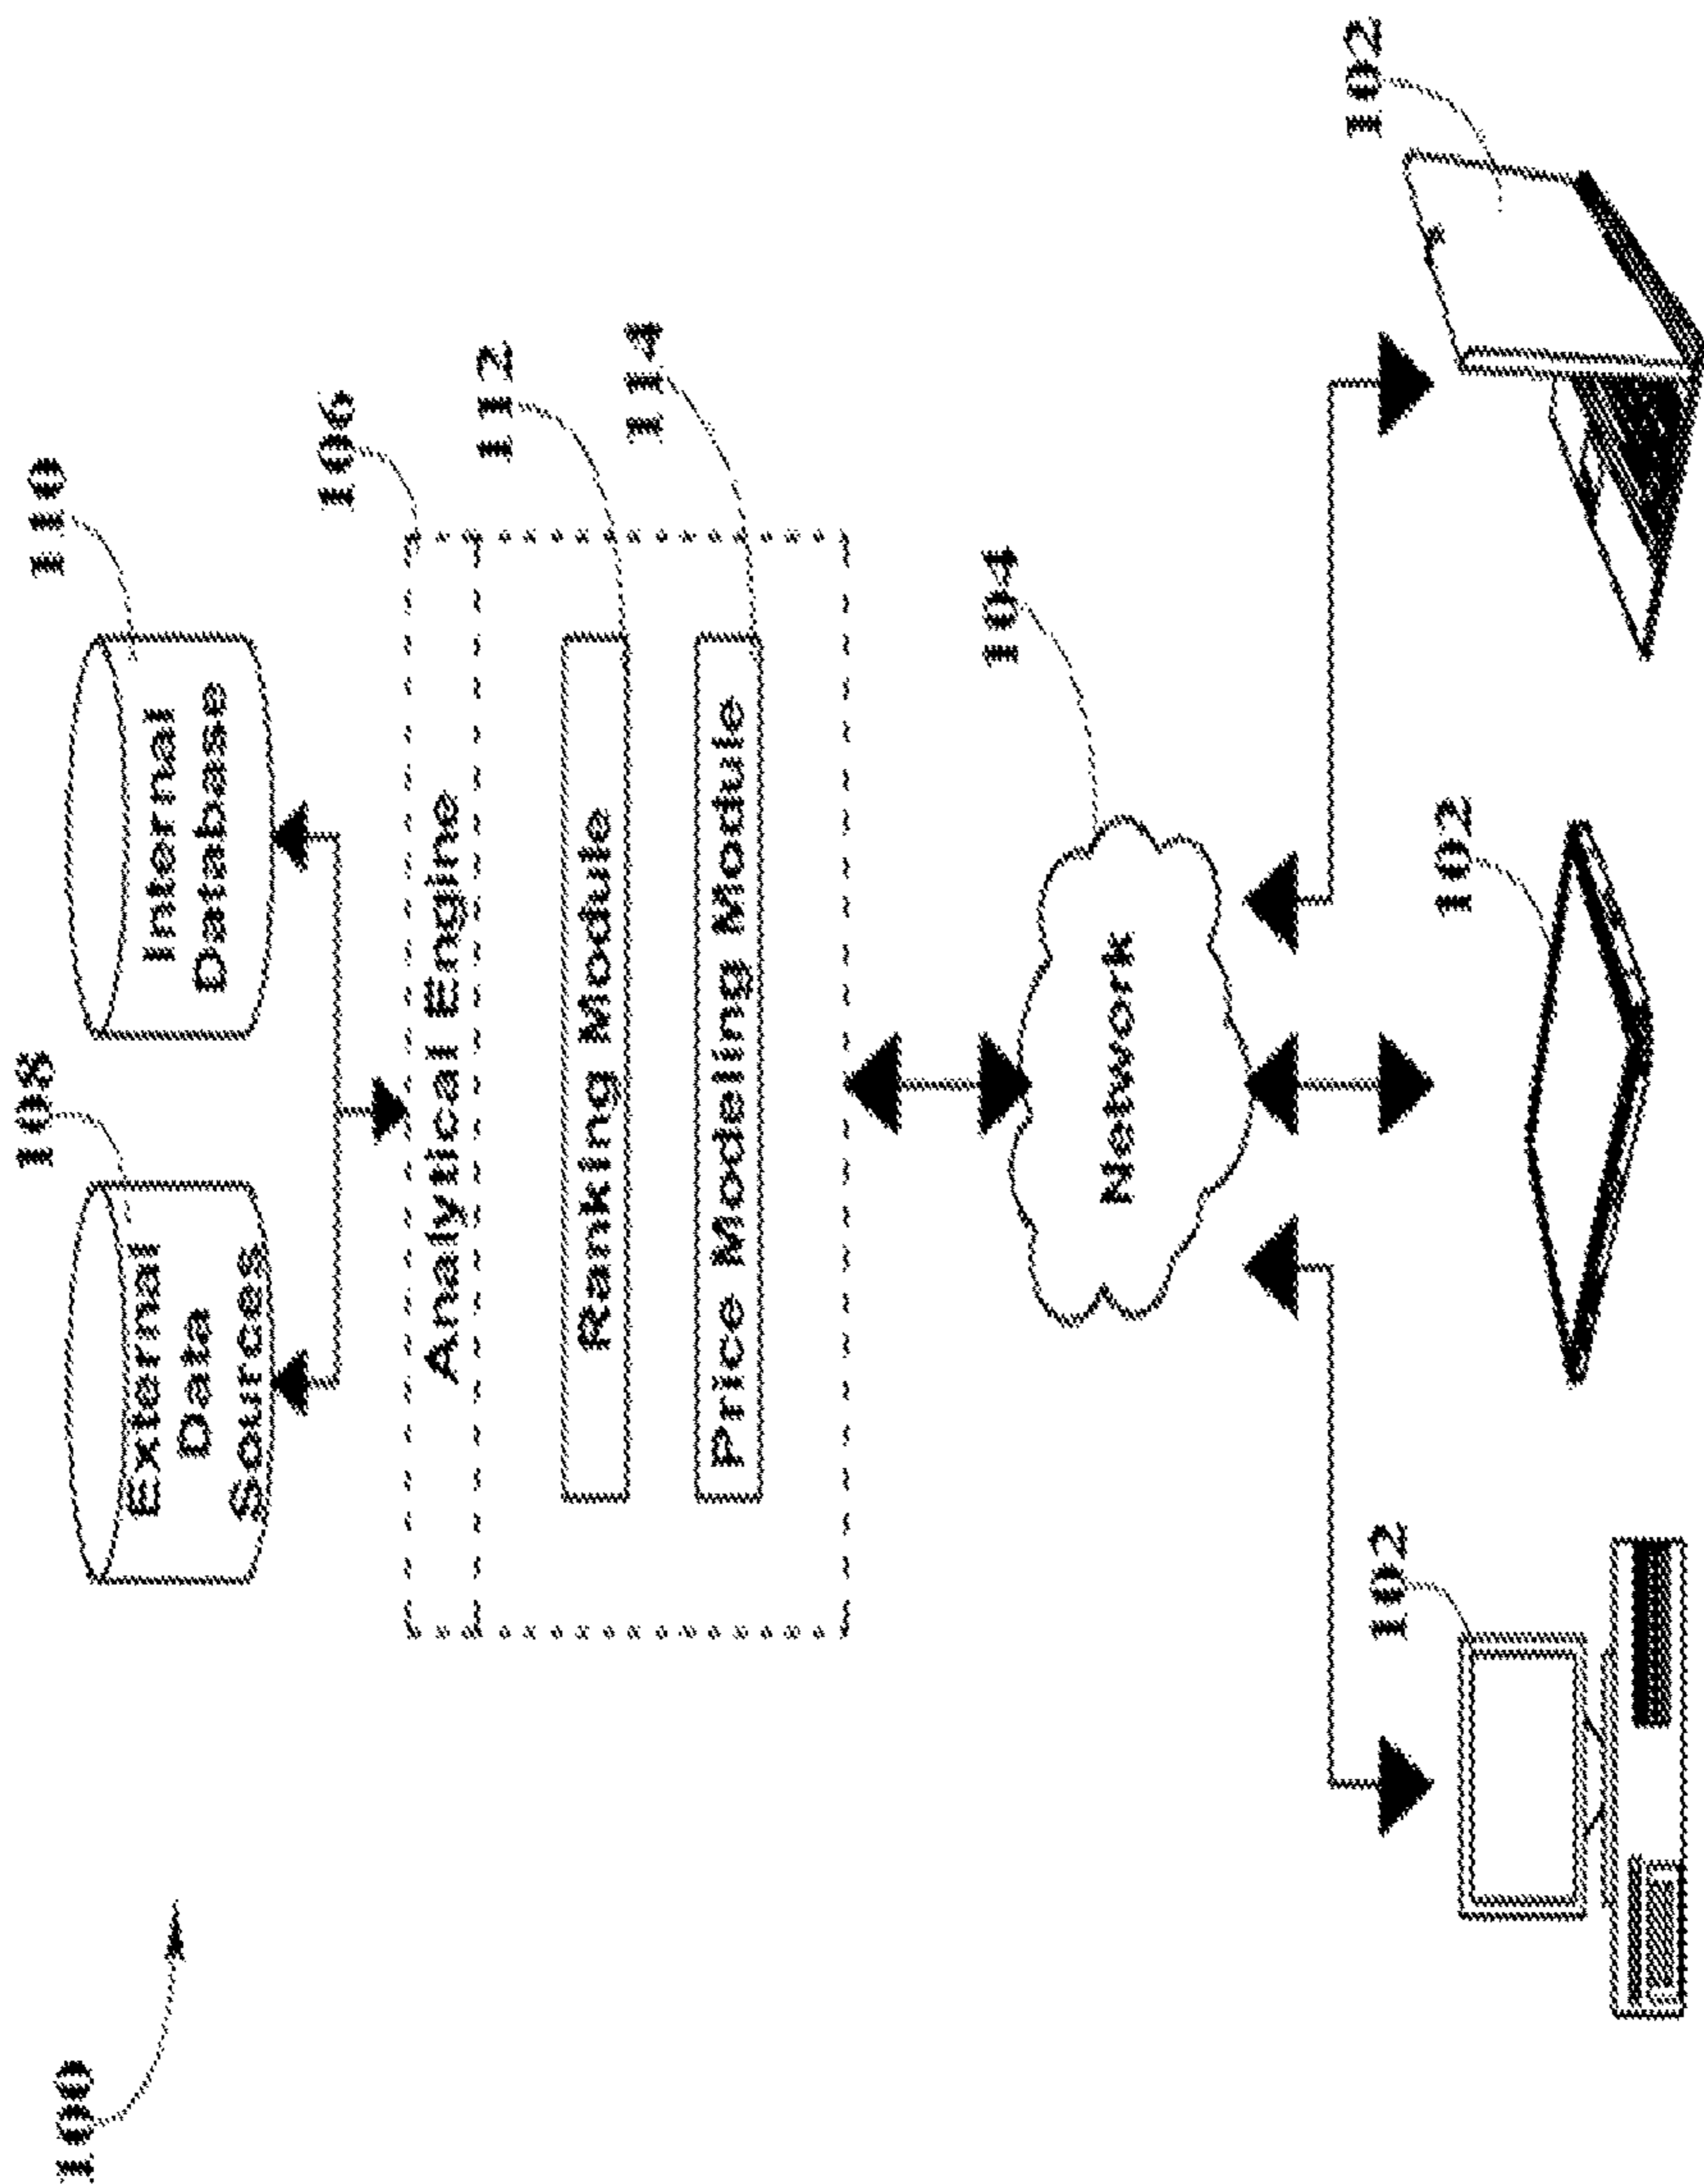 100
108
110
External
Data
Sources
Internal
Database
106
Analytical Engine
112
Ranking Module
114
Price Modeling Module
104
Network
102
102
102